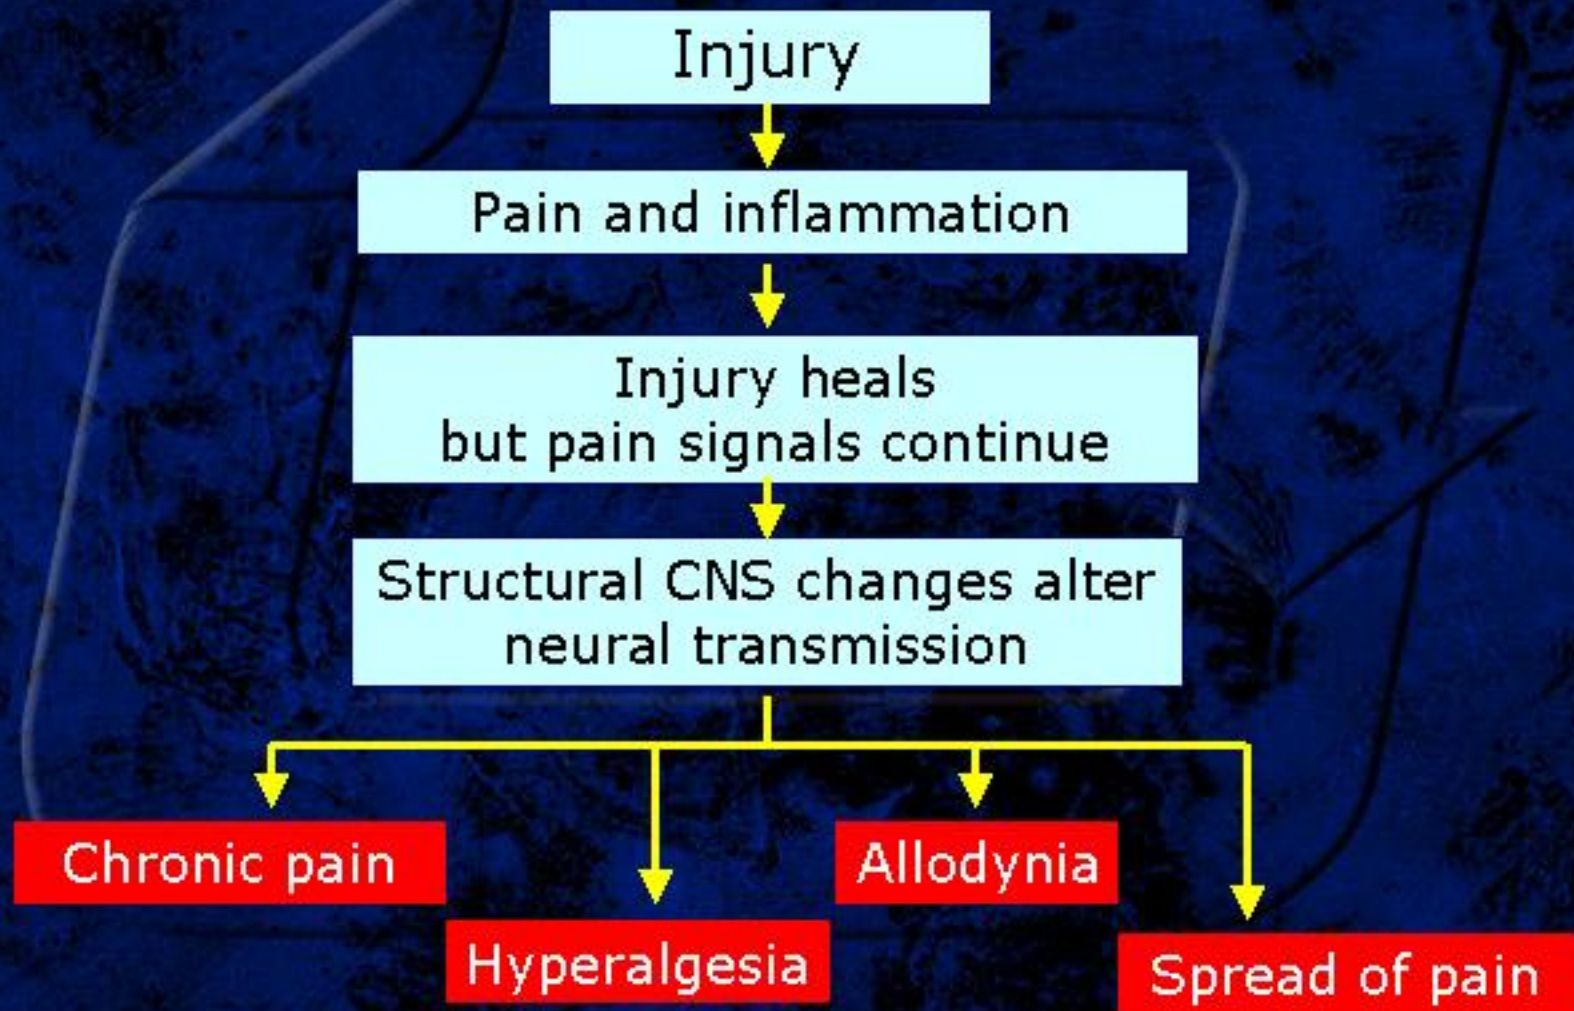 Injury
Pain and inflammation
Injury heals
but pain signals continue
Structural CNS changes alter
neural transmission
Chronic pain
Allodynia
Hyperalgesia
Spread of pain